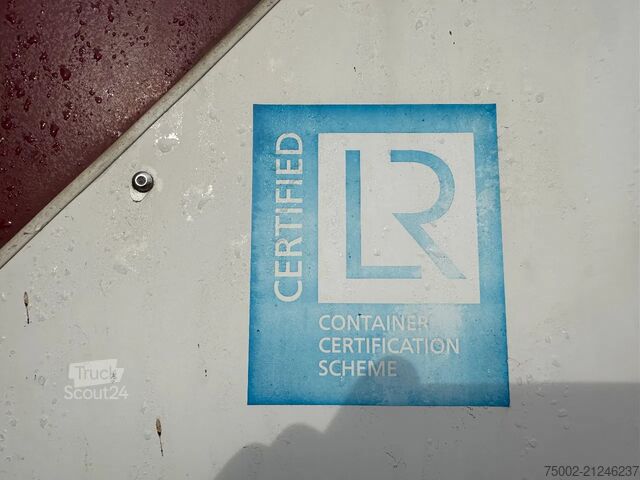 CERTIFIED
LR
CONTAINER
CERTIFICATION
SCHEME
Truck
Scout24
75002-21246237